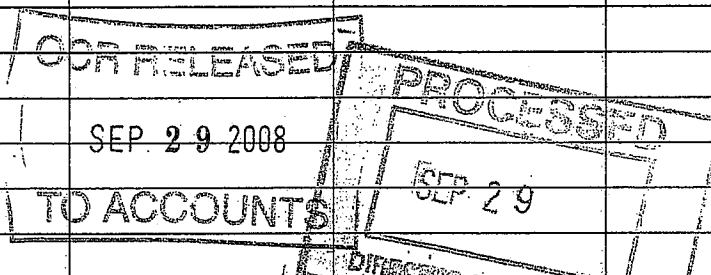 OCR RELEASED
SEP 29 2008
TO ACCOUNTS
PROCESSED
SEP 29